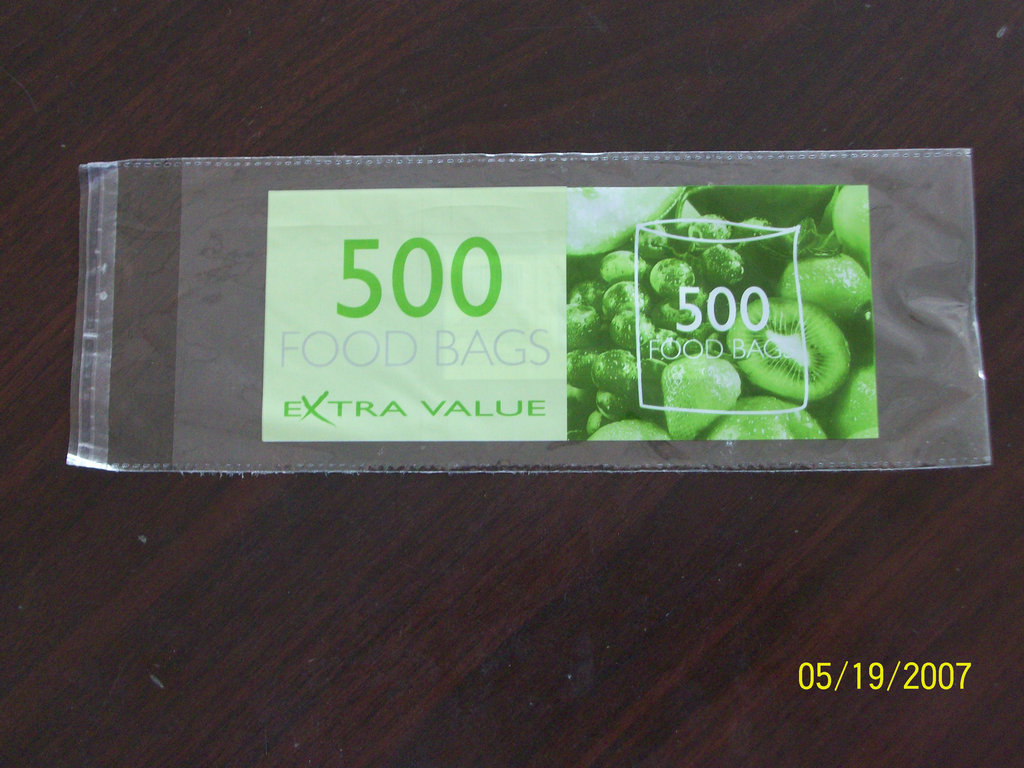 500
FOOD BAGS
EXTRA VALUE
500
FOOD BAGS
05/19/2007